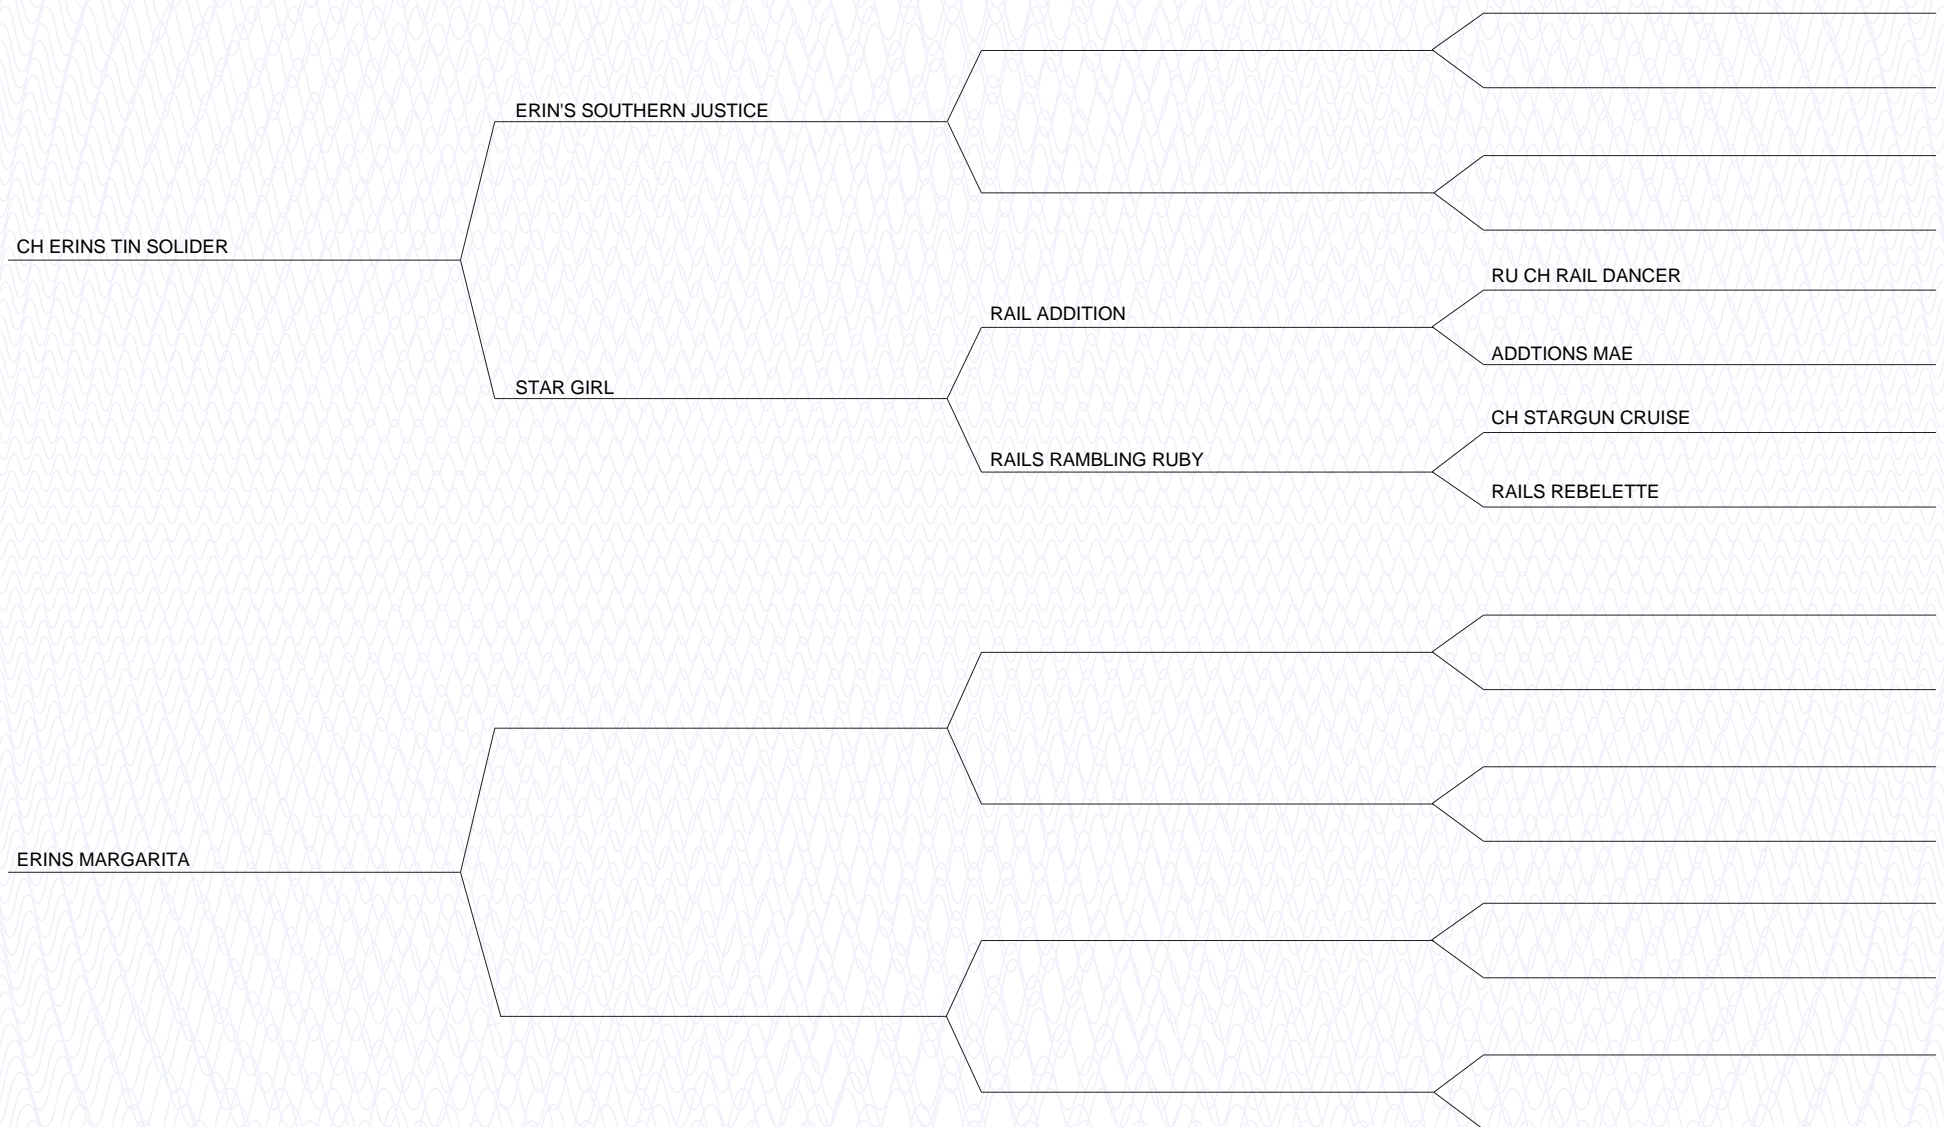 ERIN'S SOUTHERN JUSTICE
CH ERINS TIN SOLIDER
RU CH RAIL DANCER
RAIL ADDITION
ADDTIONS MAE
STAR GIRL
CH STARGUN CRUISE
RAILS RAMBLING RUBY
RAILS REBELETTE
ERINS MARGARITA